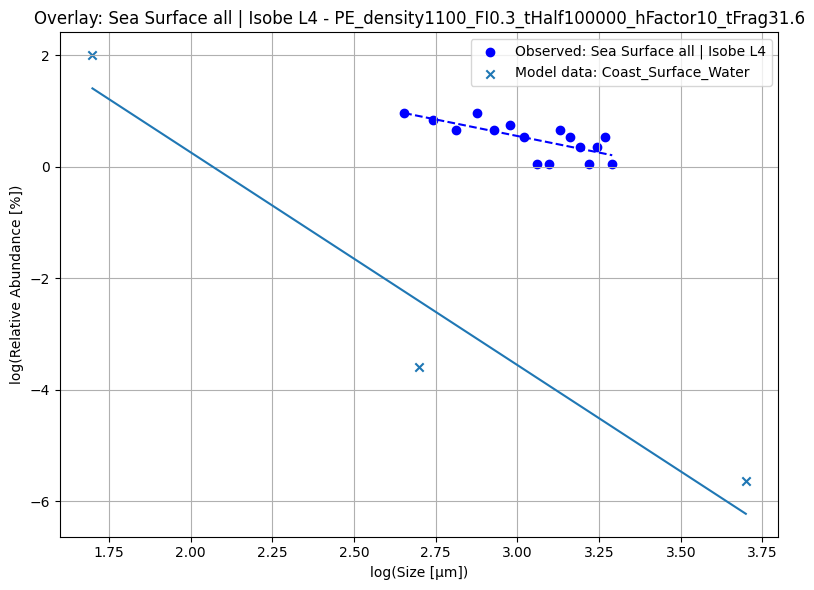 Overlay: Sea Surface all | Isobe L4 - PE_density1100_FI0.3_tHalf100000_hFactor10_tFrag31.6
Observed: Sea Surface all | Isobe L4
Model data: Coast_Surface_Water
log(Relative Abundance [%])
2
0
−2
−4
−6
1.75 2.00 2.25 2.50 2.75 3.00 3.25 3.50 3.75
log(Size [μm])